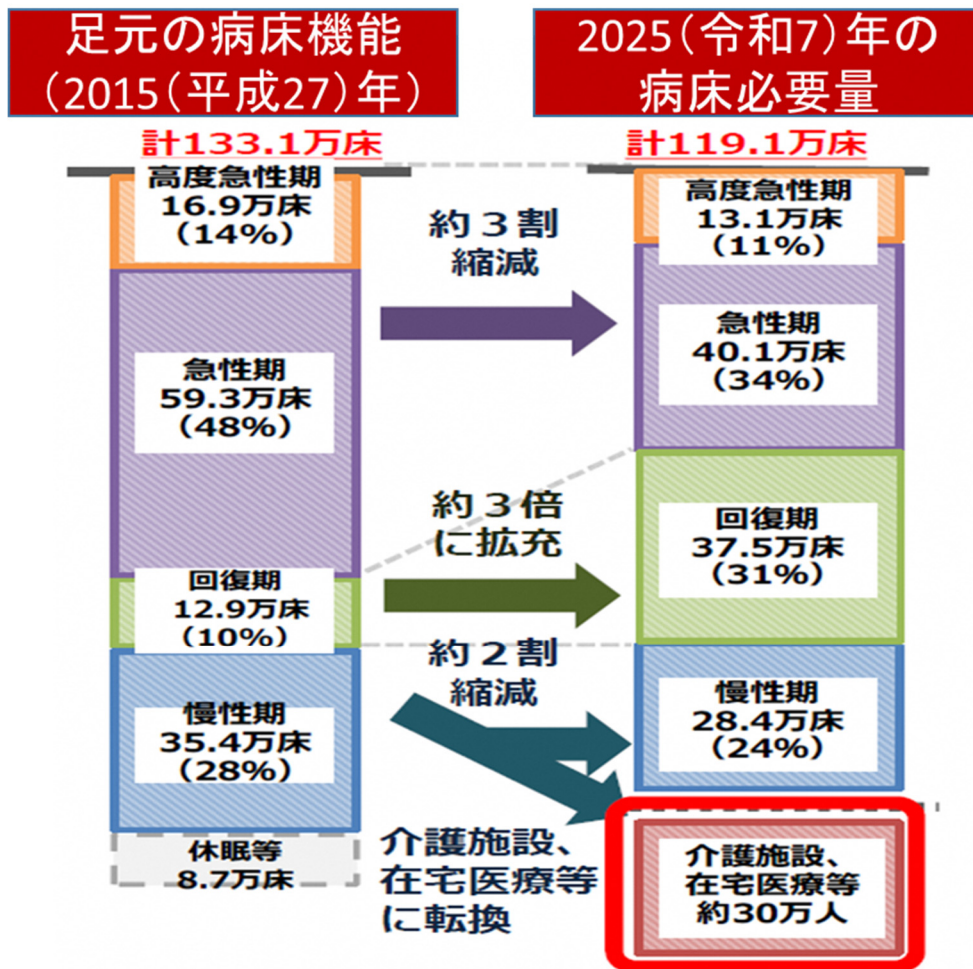 足元の病床機能
（2015（平成27）年）
計133.1万床
高度急性期
16.9万床
(14%)
急性期
59.3万床
(48%)
回復期
12.9万床
(10%)
慢性期
35.4万床
(28%)
休眠等
8.7万床
約３割
縮減
約３倍
に拡充
約２割
縮減
介護施設、
在宅医療等
に転換
2025（令和7）年の
病床必要量
計119.1万床
高度急性期
13.1万床
(11%)
急性期
40.1万床
(34%)
回復期
37.5万床
(31%)
慢性期
28.4万床
(24%)
介護施設、
在宅医療等
約30万人